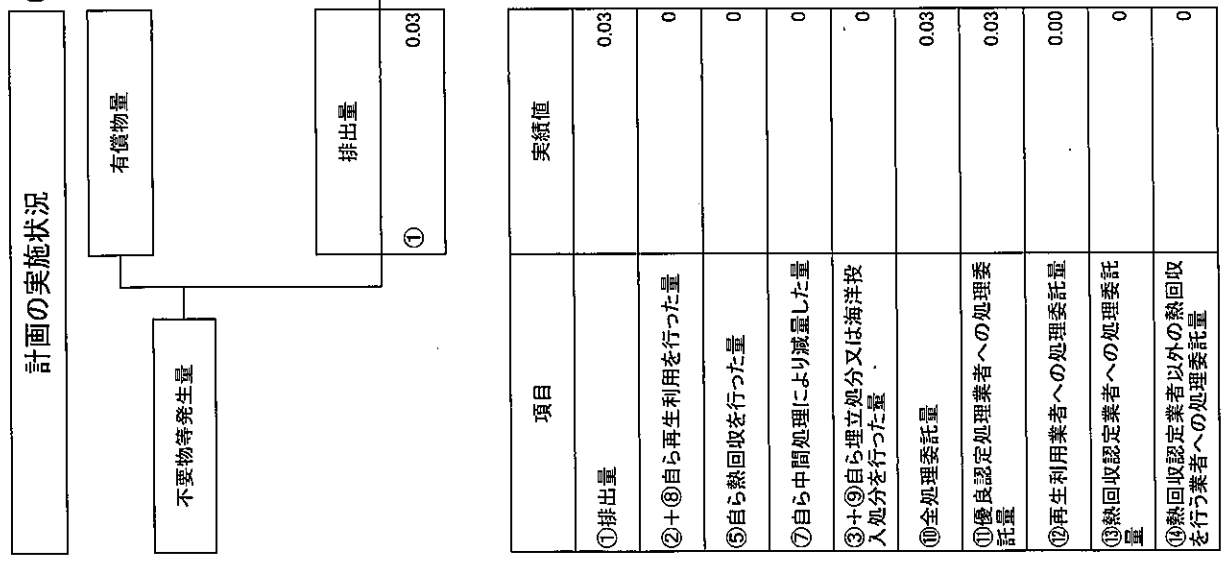 計画の実施状況
不要物等発生量
有償物量
排出量
① 0.03
項目 実績値
①排出量 0.03
②+⑧自ら再生利用を行った量 0
⑤自ら熱回収を行った量 0
⑦自ら中間処理により減量した量 0
③+⑨自ら埋立処分又は海洋投
入処分を行った量 0
⑩全処理委託量 0.03
⑪優良認定処理業者への処理委
託量 0.03
⑫再生利用業者への処理委託量 0.00
⑬熱回収認定業者への処理委託
量 0
⑭熱回収認定業者以外の熱回収
を行う業者への処理委託量 0